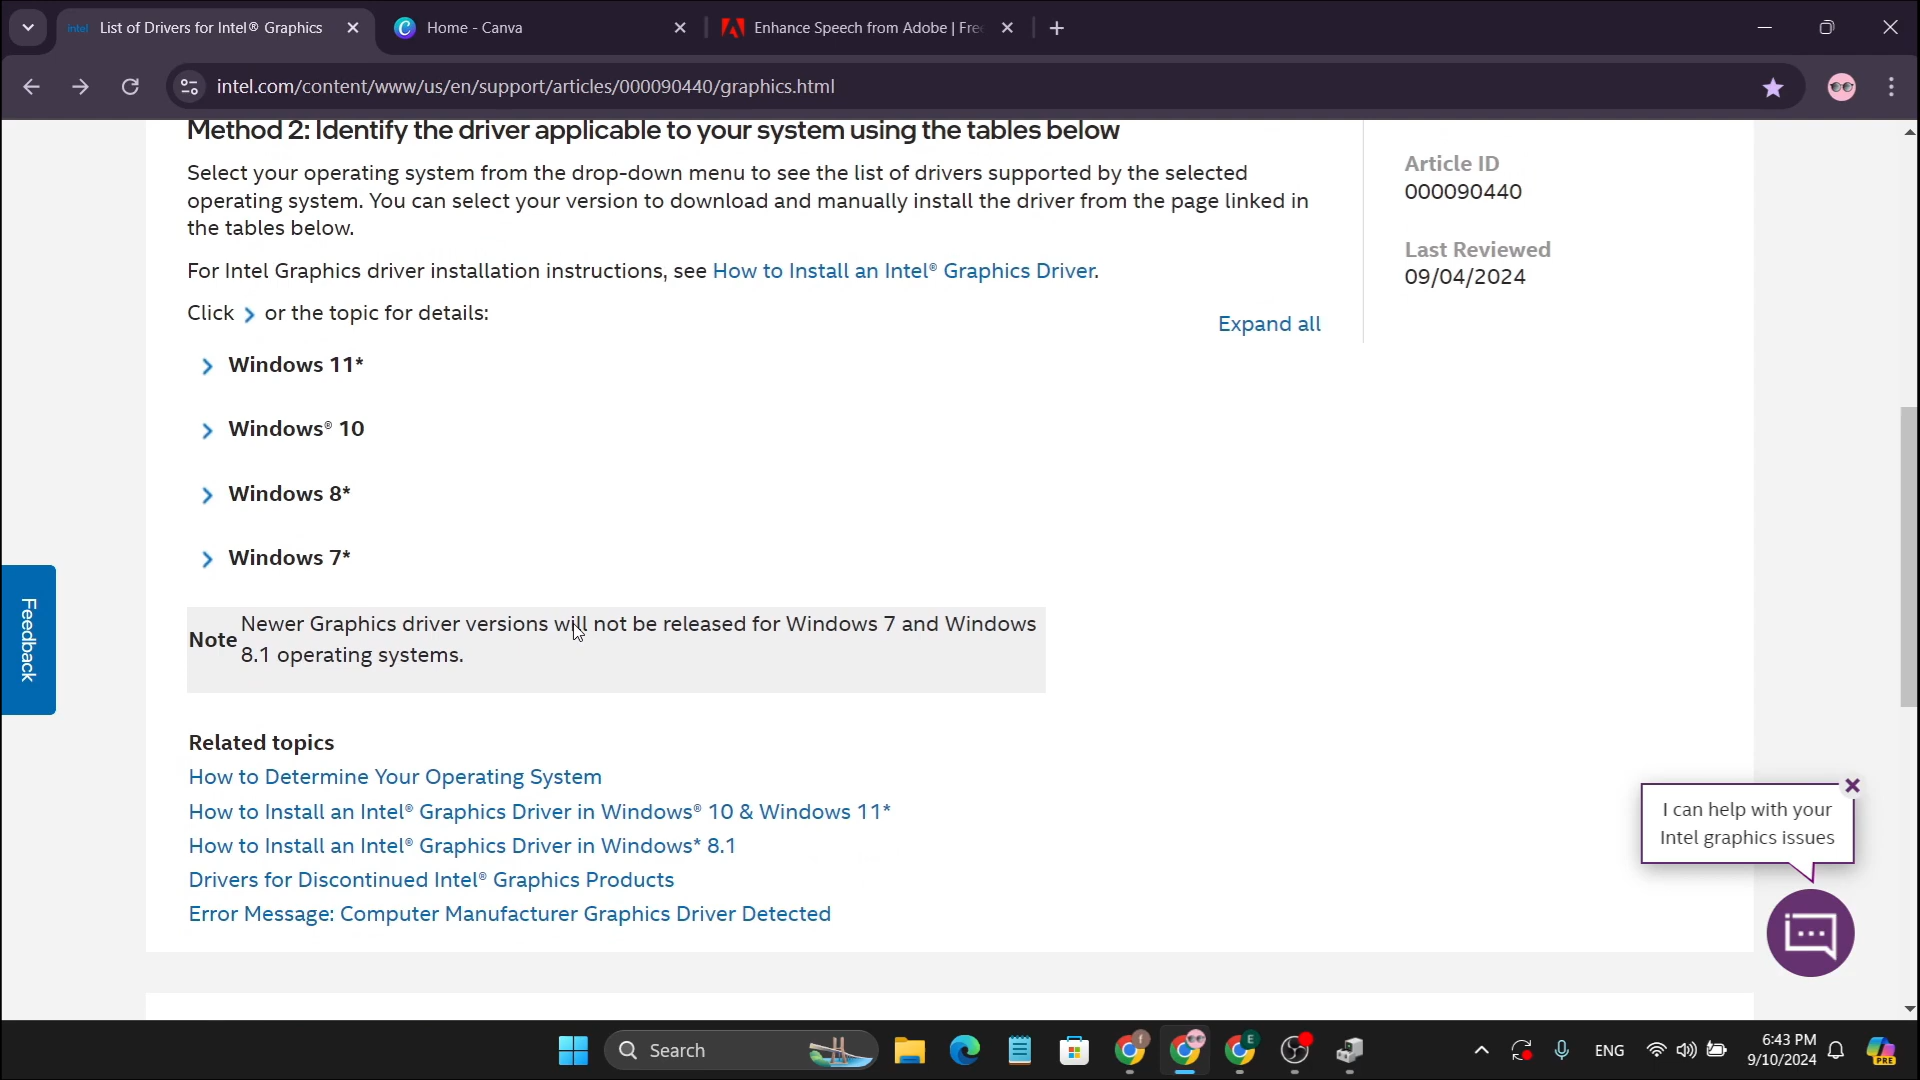 intel List of Drivers for Intel® Graphics
Home - Canva
Enhance Speech from Adobe | Fre
intel.com/content/www/us/en/support/articles/000090440/graphics.html
Method 2: Identify the driver applicable to your system using the tables below
Select your operating system from the drop-down menu to see the list of drivers supported by the selected
operating system. You can select your version to download and manually install the driver from the page linked in
the tables below.
For Intel Graphics driver installation instructions, see How to Install an Intel® Graphics Driver.
Click > or the topic for details:
Expand all
Windows 11*
Windows® 10
Windows 8*
Windows 7*
Note
Newer Graphics driver versions will not be released for Windows 7 and Windows
8.1 operating systems.
Related topics
How to Determine Your Operating System
How to Install an Intel® Graphics Driver in Windows® 10 & Windows 11*
How to Install an Intel® Graphics Driver in Windows* 8.1
Drivers for Discontinued Intel® Graphics Products
Error Message: Computer Manufacturer Graphics Driver Detected
Article ID
000090440
Last Reviewed
09/04/2024
Feedback
I can help with your
Intel graphics issues
Search
f
E
ENG
6:43 PM
9/10/2024
PRE